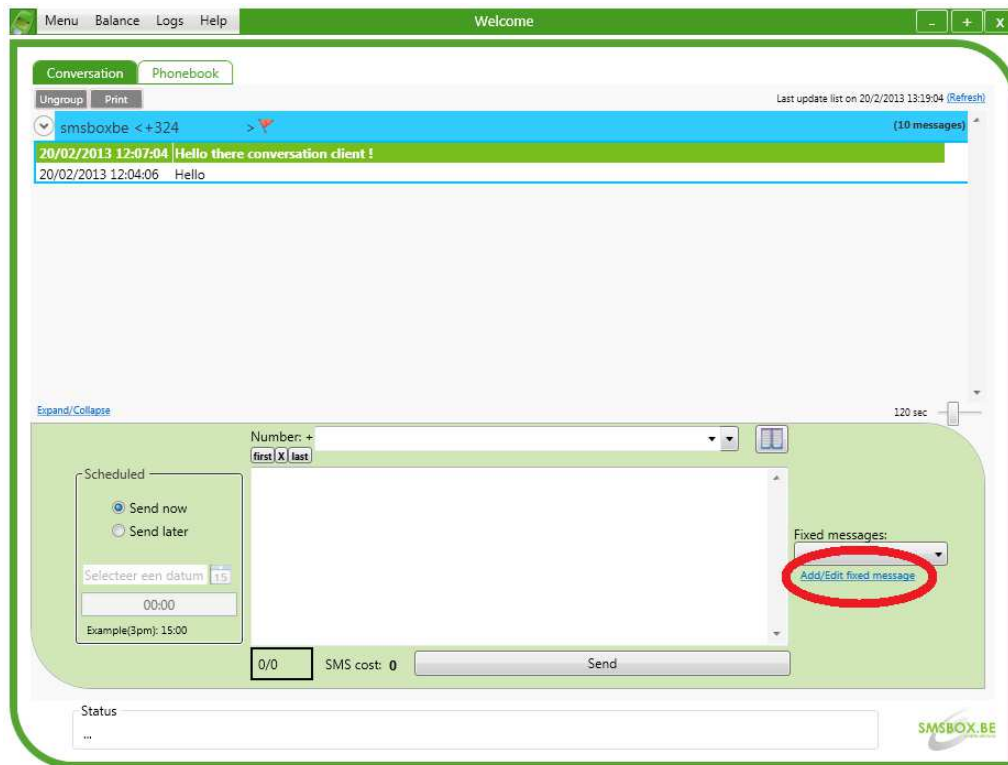 Menu Balance Logs Help Welcome - + x
Conversation Phonebook
Ungroup Print Last update list on 20/2/2013 13:19:04 (Refresh)
smsboxbe <+324 > (10 messages)
20/02/2013 12:07:04 Hello there conversation client !
20/02/2013 12:04:06 Hello
Expand/Collapse 120 sec
Number: +
first X last
Scheduled
Send now
Send later
Fixed messages:
Selecteer een datum 15
Add/Edit fixed message
00:00
Example(3pm): 15:00
0/0 SMS cost: 0 Send
Status
...
SMSBOX.BE